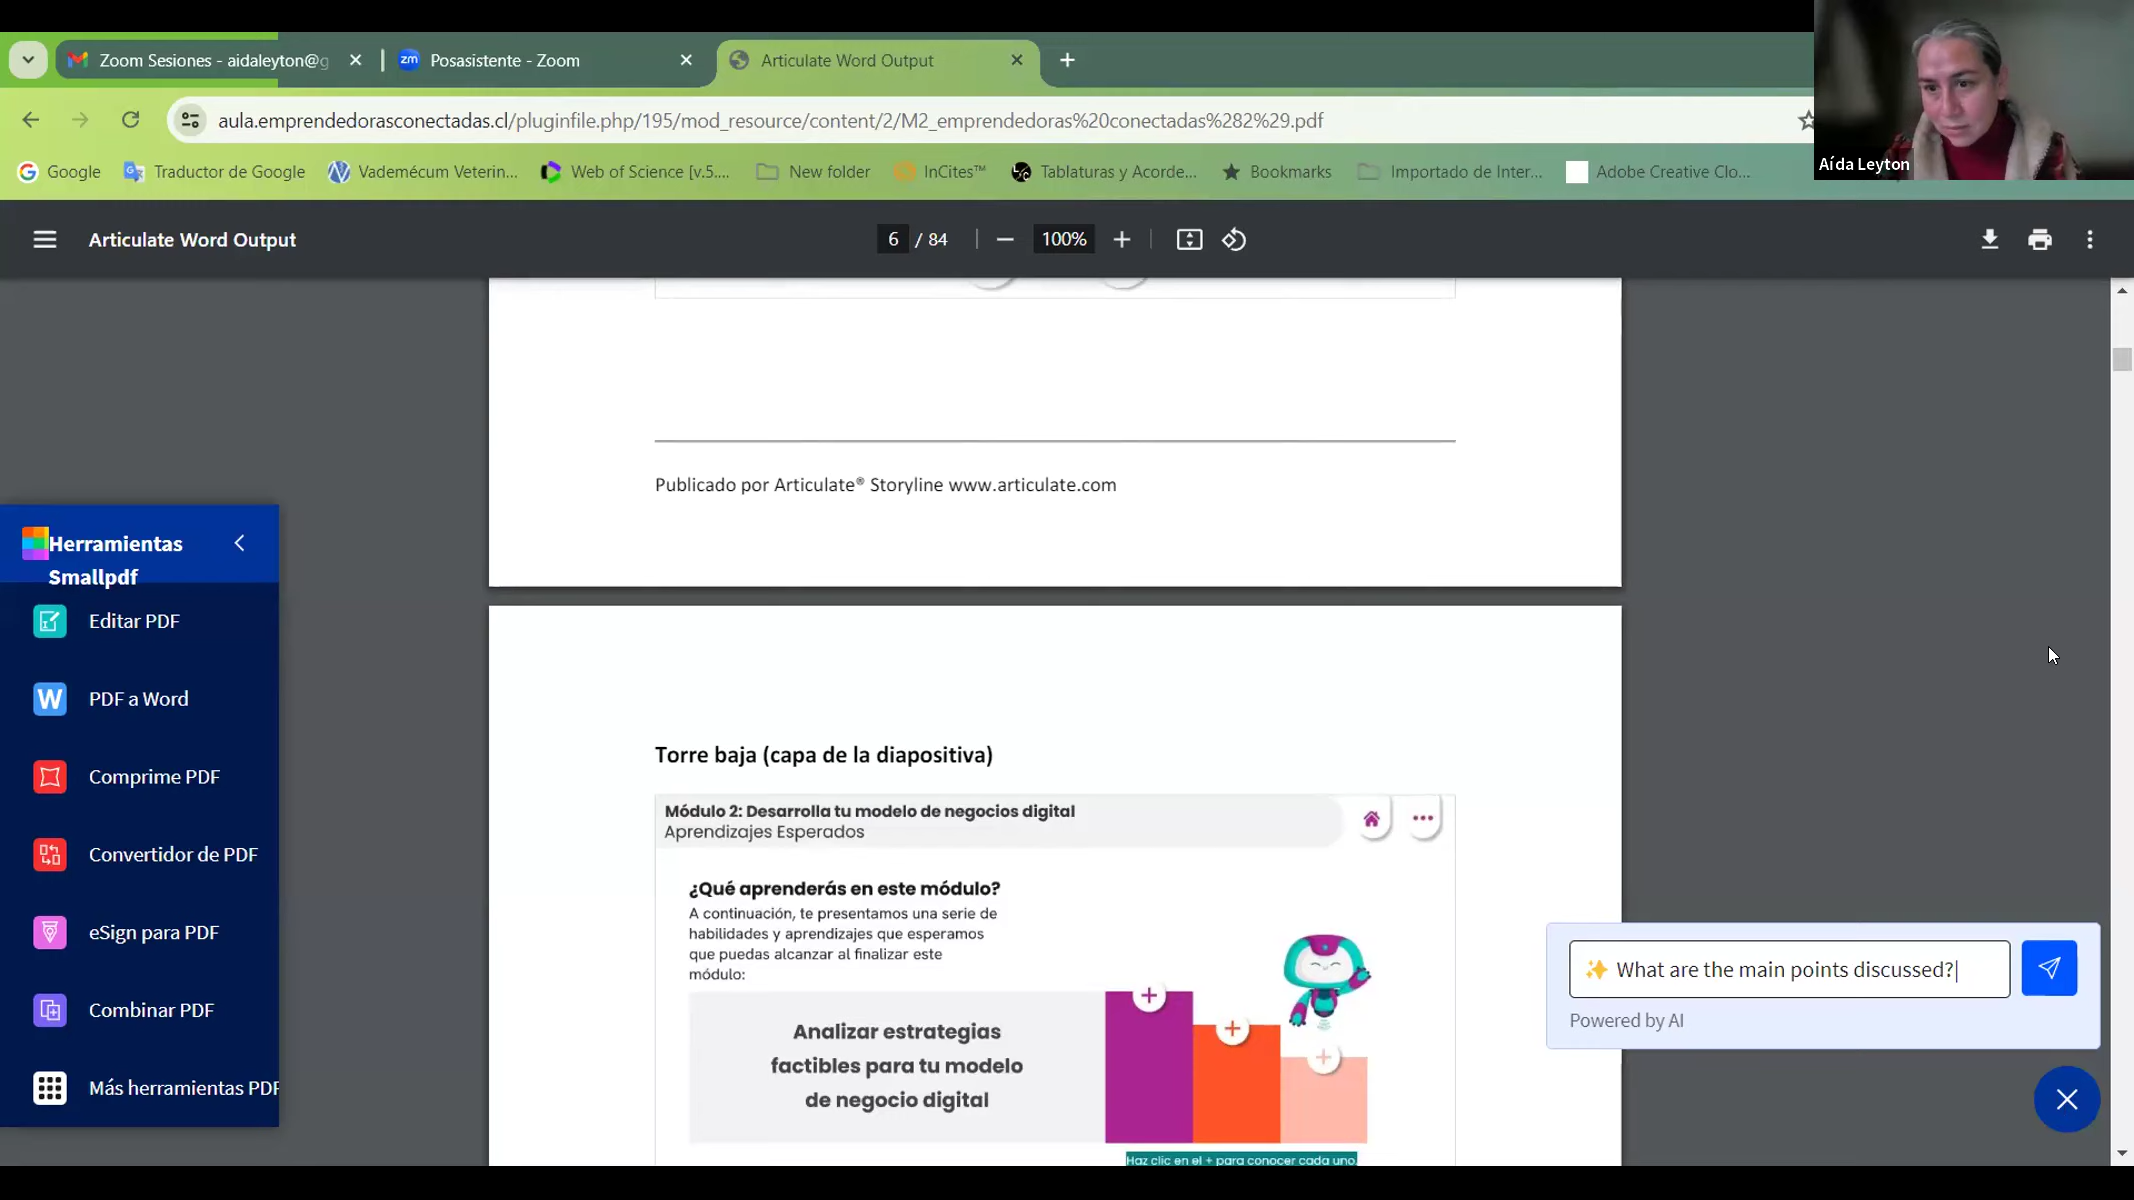 Zoom Sesiones - aidaleyton@g
zm
Posasistente - Zoom
Articulate Word Output
aula.emprendedorasconectadas.cl/pluginfile.php/195/mod_resource/content/2/M2_emprendedoras%20conectadas%282%29.pdf
Google
Traductor de Google
Vademécum Veterin...
Web of Science [v.5....
New folder
InCites™
Tablaturas y Acorde...
Bookmarks
Importado de Inter...
Adobe Creative Clo...
Aída Leyton
Articulate Word Output
6 / 84
100%
Publicado por Articulate® Storyline www.articulate.com
Herramientas
Smallpdf
Editar PDF
W
PDF a Word
Comprime PDF
Convertidor de PDF
eSign para PDF
Combinar PDF
Más herramientas PDF
Torre baja (capa de la diapositiva)
Módulo 2: Desarrolla tu modelo de negocios digital
Aprendizajes Esperados
¿Qué aprenderás en este módulo?
A continuación, te presentamos una serie de
habilidades y aprendizajes que esperamos
que puedas alcanzar al finalizar este
módulo:
Analizar estrategias
factibles para tu modelo
de negocio digital
Haz clic en el + para conocer cada uno.
What are the main points discussed?
Powered by AI